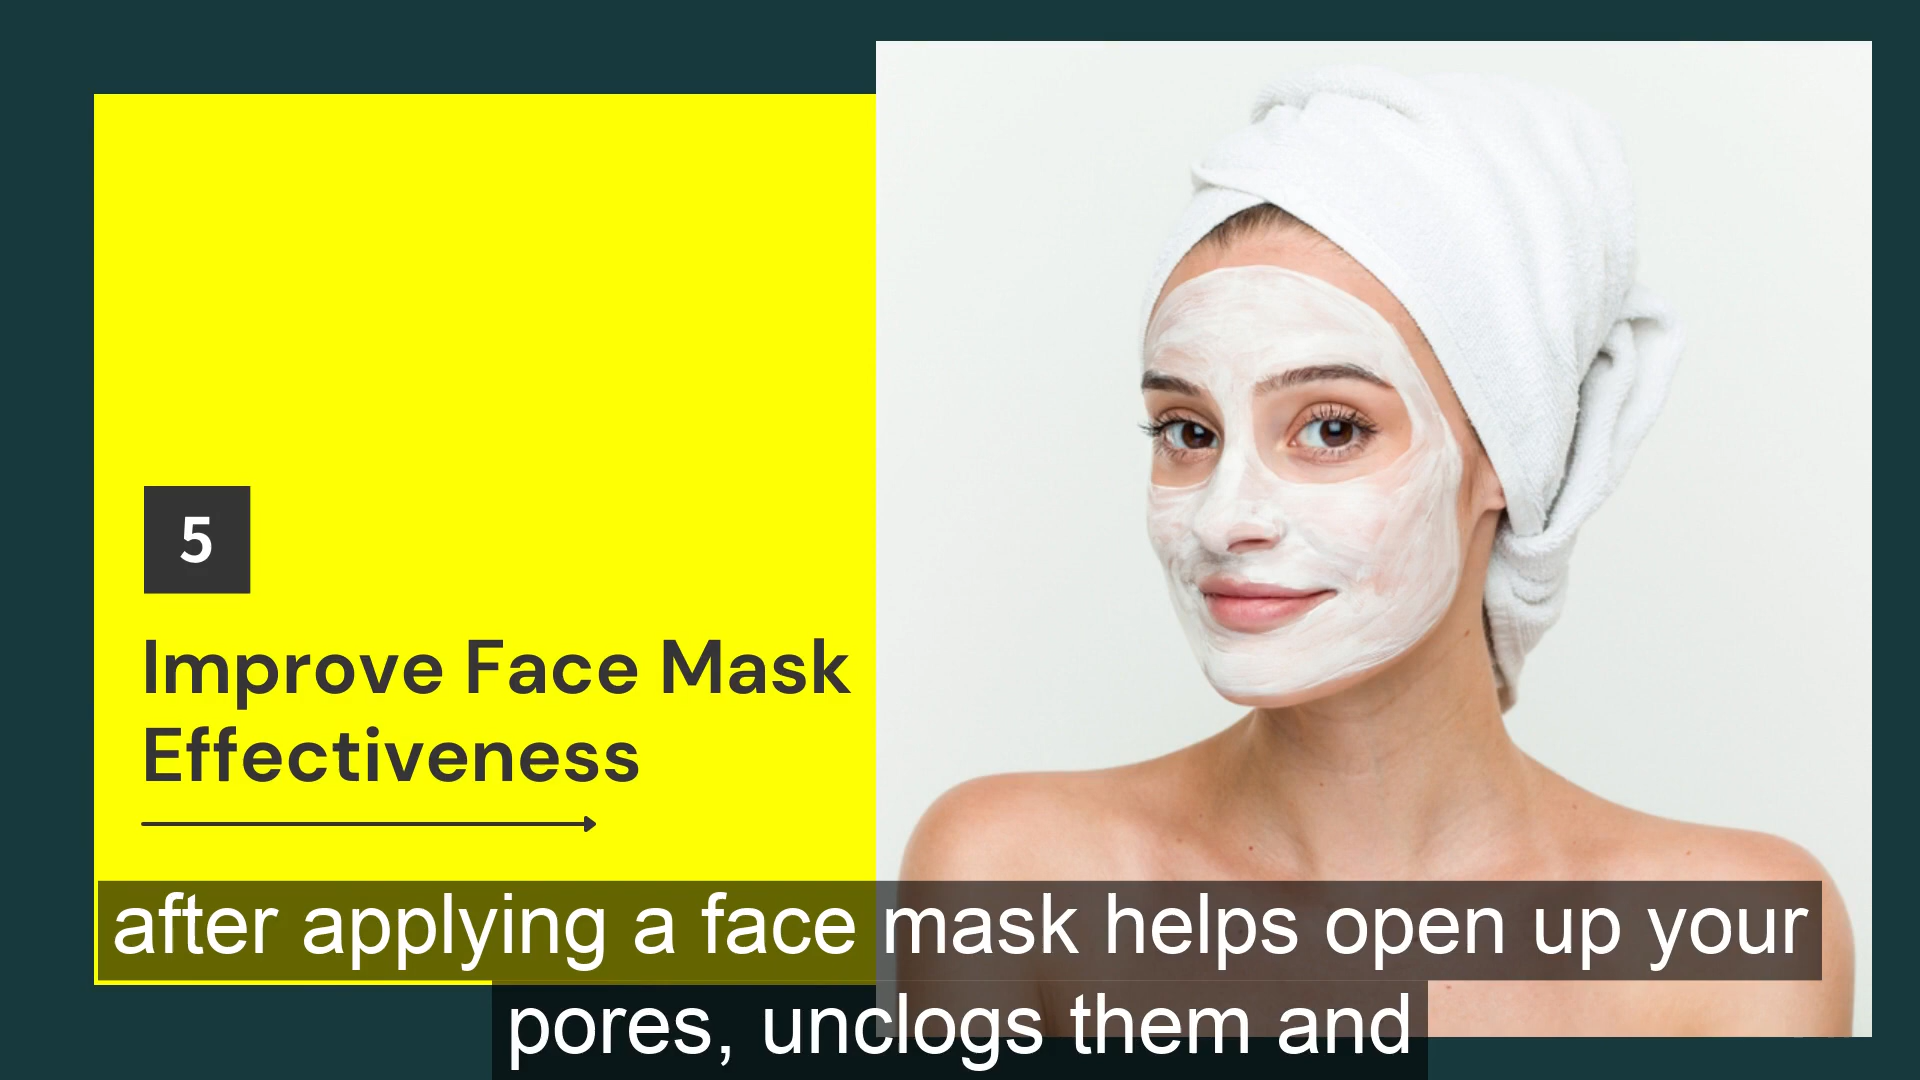 5
Improve Face Mask
Effectiveness
after applying a face mask helps open up your
pores, unclogs them and